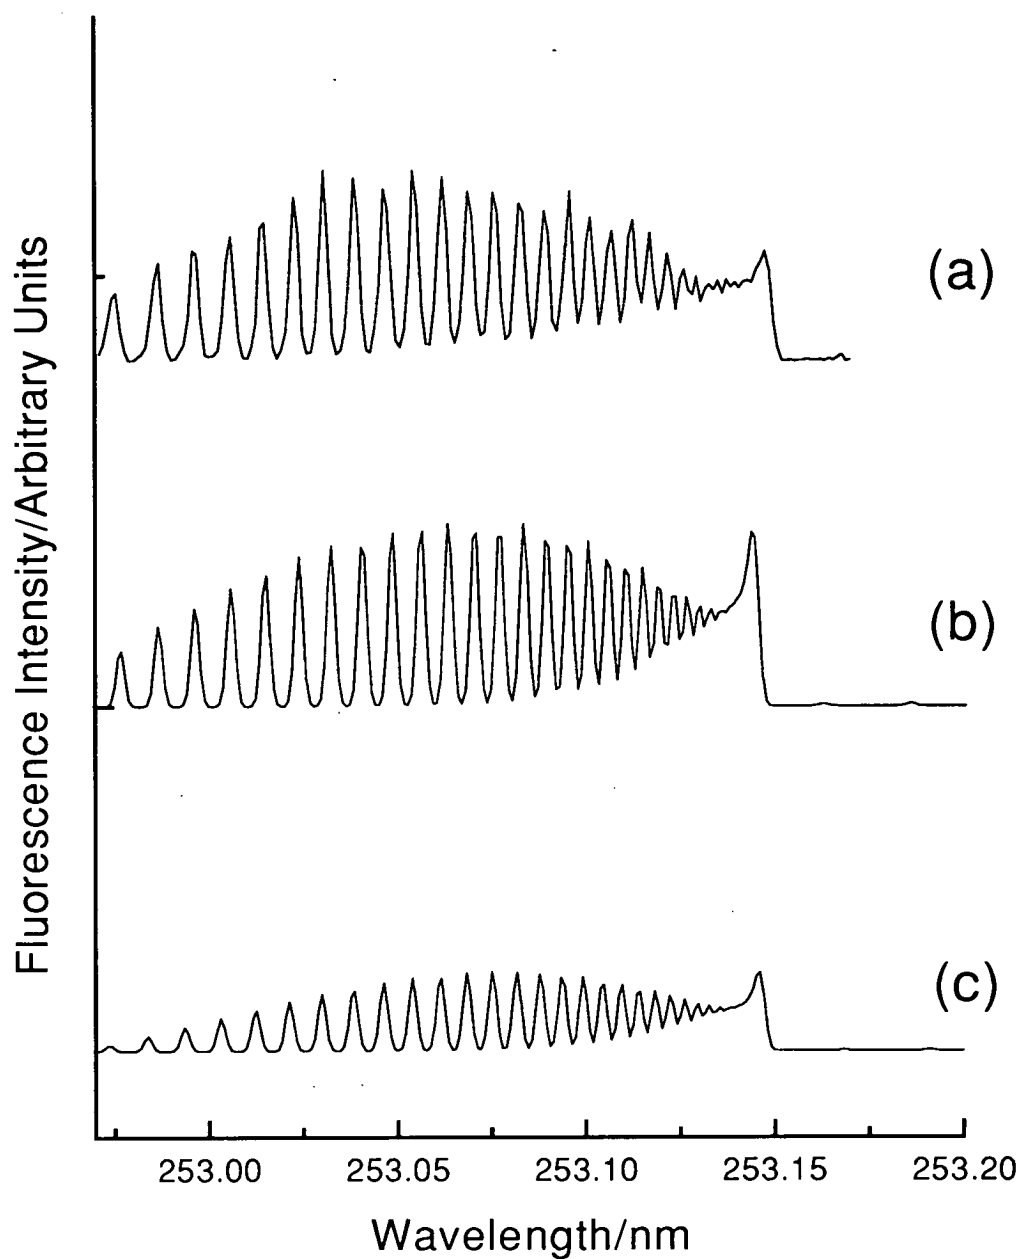 Fluorescence Intensity/Arbitrary Units
(a)
(b)
(c)
253.00 253.05 253.10 253.15 253.20
Wavelength/nm